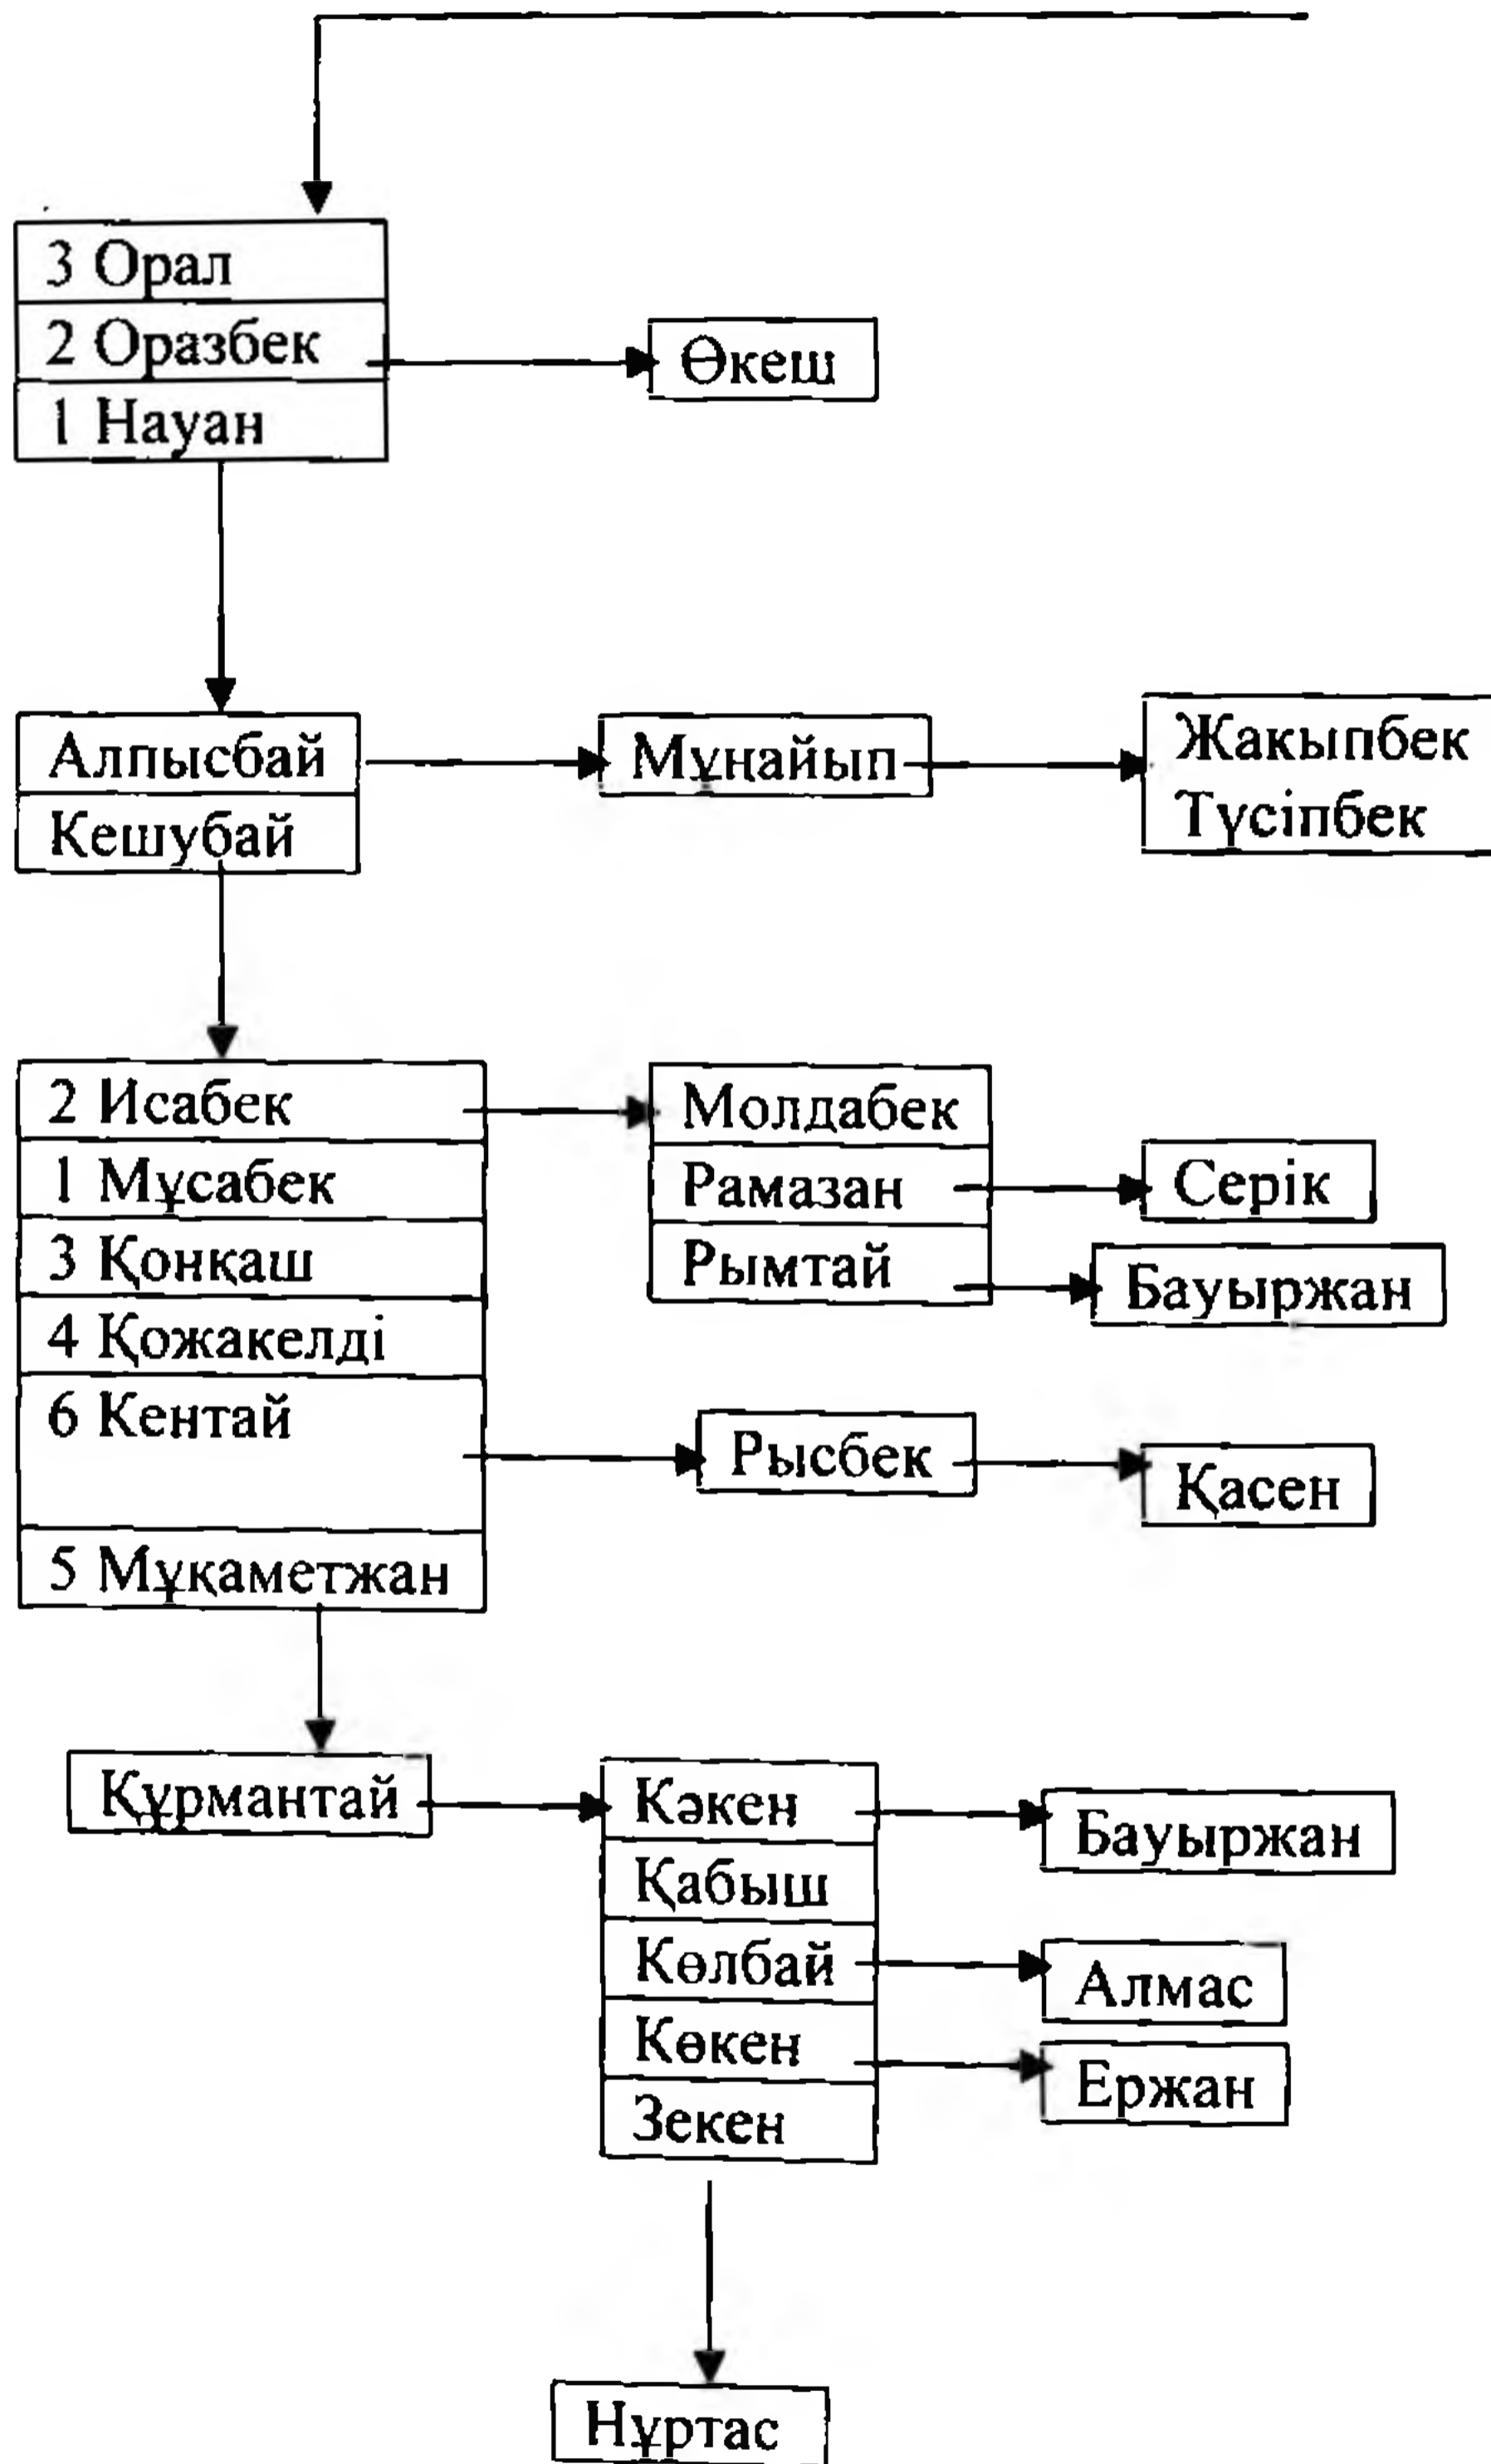 3 Орал
2 Оразбек
Өкеш
1 Науан
Алпысбай
Мұнайып
Жакыпбек
Түсіпбек
Кешубай
2 Исабек
Молдабек
1 Мұсабек
Рамазан
Серік
3 Қонқаш
Рымтай
Бауыржан
4 Қожакелді
6 Кентай
Рысбек
Қасен
5 Мұқаметжан
Құрмантай
Кәкен
Бауыржан
Қабыш
Көлбай
Алмас
Көкен
Ержан
Зекен
Нұртас